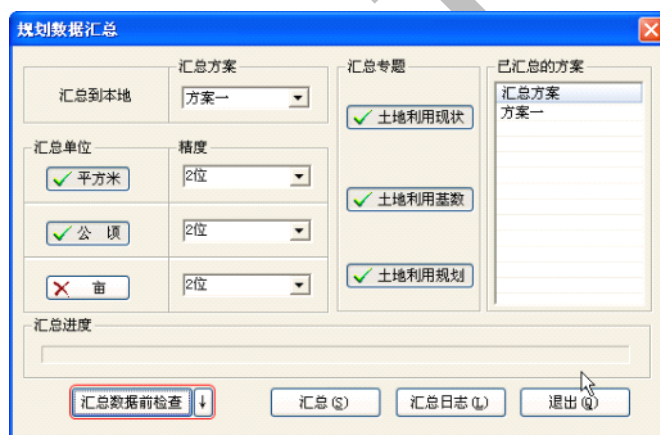 规划数据汇总
汇总方案
汇总到本地
方案一
汇总专题
土地利用现状
土地利用基数
土地利用规划
已汇总的方案
汇总方案
方案一
汇总单位
精度
平方米
2位
公 顷
2位
亩
2位
汇总进度
汇总数据前检查 ↓
汇总(S)
汇总日志(L)
退出(Q)